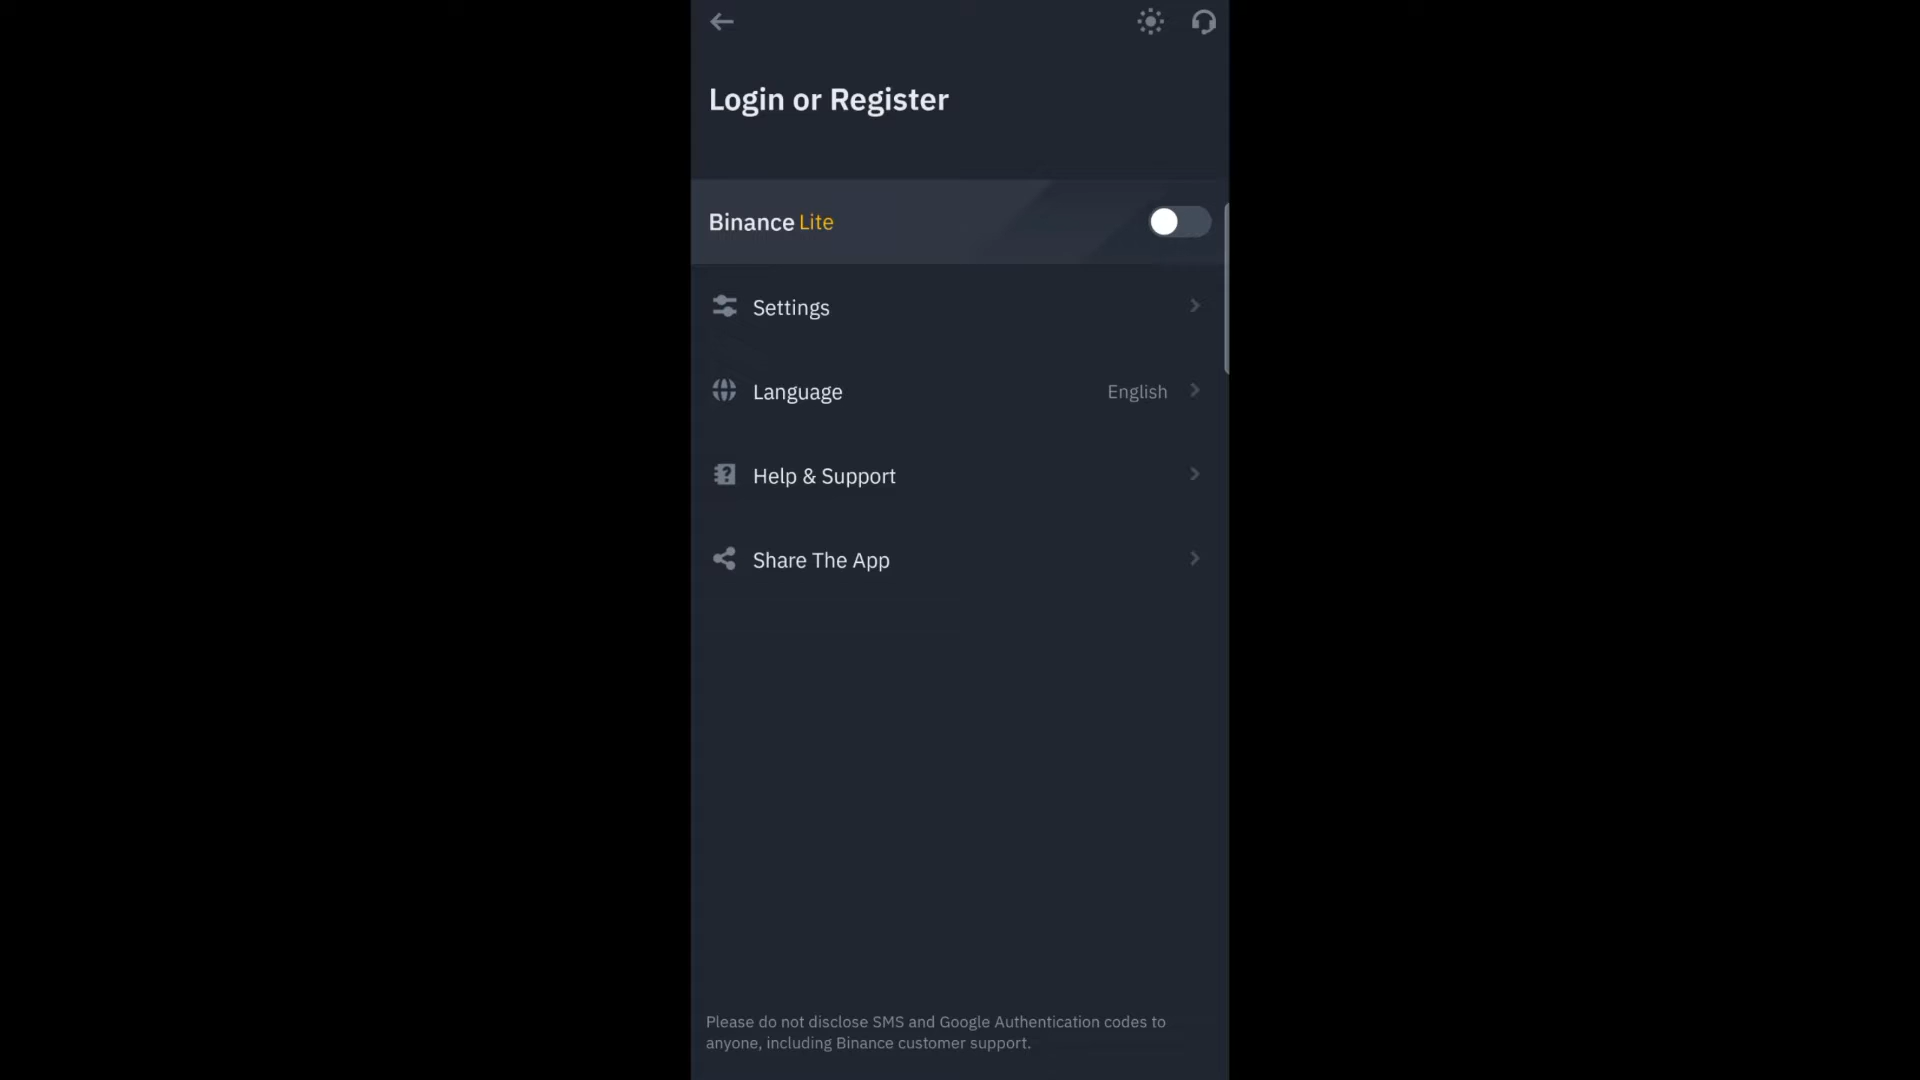 Login or Register
Binance Lite
Settings
Language English
Help & Support
Share The App
Please do not disclose SMS and Google Authentication codes to
anyone, including Binance customer support.